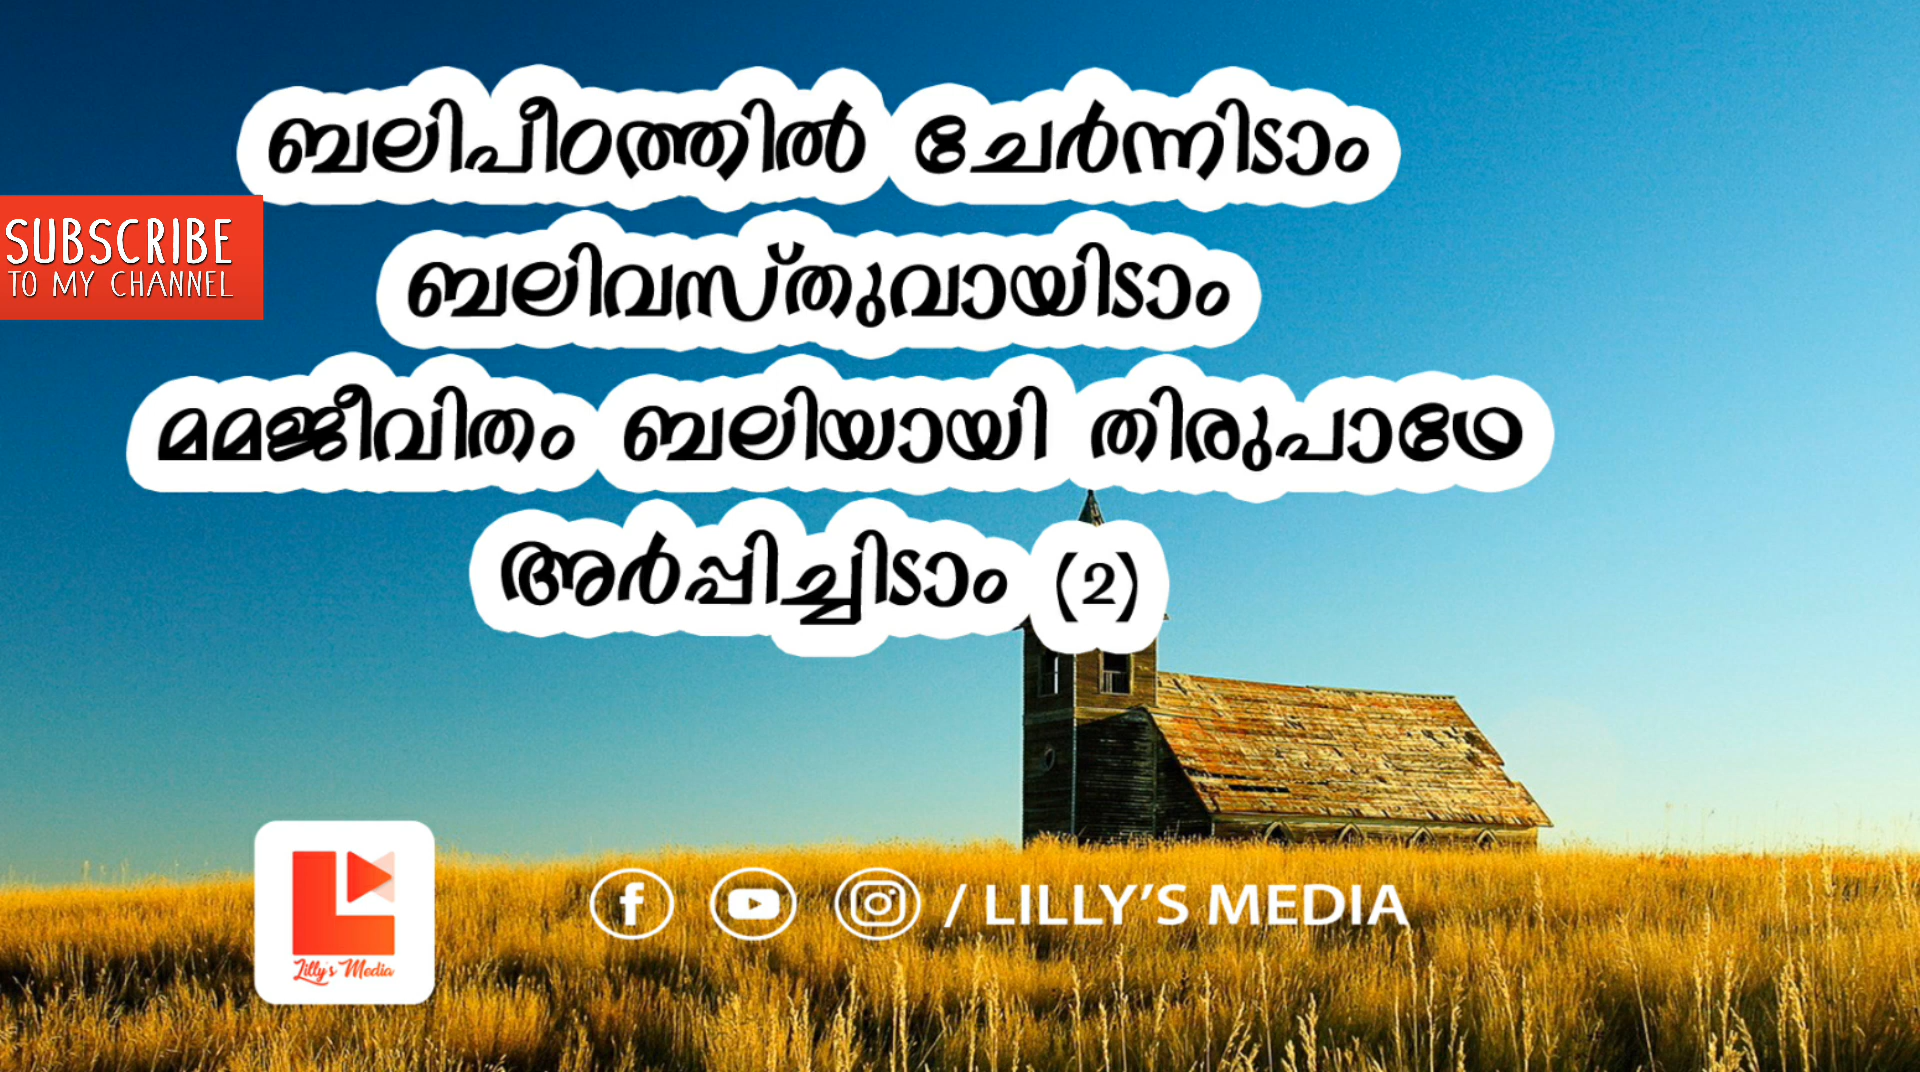 ബലിപീഠത്തിൽ ചേർന്നിടാം
SUBSCRIBE
TO MY CHANNEL
ബലിവസ്തുവായിടാം
മമജീവിതം ബലിയായി തിരുപാഥേ
അർപ്പിച്ചിടാം (2)
Lilly's Media
/ LILLY'S MEDIA